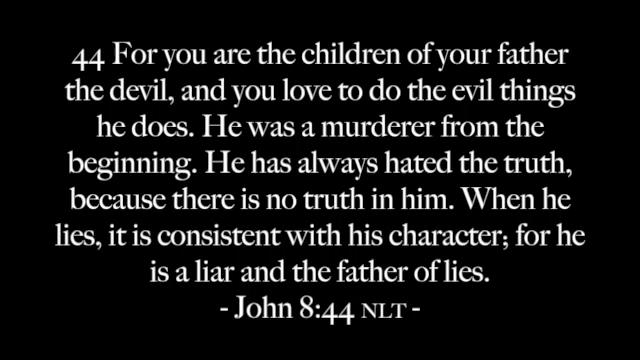 44 For you are the children of your father
the devil, and you love to do the evil things
he does. He was a murderer from the
beginning. He has always hated the truth,
because there is no truth in him. When he
lies, it is consistent with his character; for he
is a liar and the father of lies.
- John 8:44 NLT -